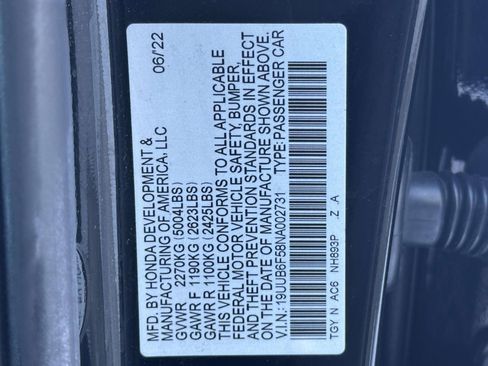 MFD. BY HONDA DEVELOPMENT &
MANUFACTURING OF AMERICA, LLC 06/'22
GVWR 2270KG (5004LBS)
GAWR F 1190KG (2623LBS)
GAWR R 1100KG (2425LBS)
THIS VEHICLE CONFORMS TO ALL APPLICABLE
FEDERAL MOTOR VEHICLE SAFETY, BUMPER,
AND THEFT PREVENTION STANDARDS IN EFFECT
ON THE DATE OF MANUFACTURE SHOWN ABOVE.
V.I.N.: 19UUB6F58NA002731 TYPE: PASSENGER CAR
TGY N AC6 NH893P .Z .A